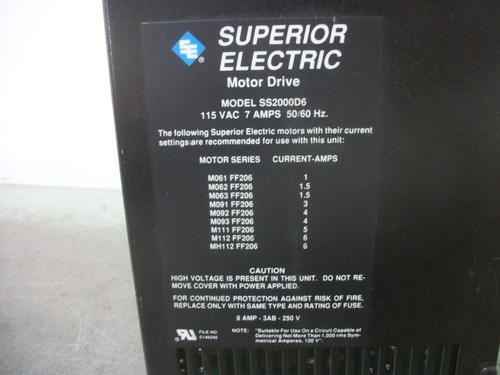 SUPERIOR
ELECTRIC
Motor Drive
MODEL SS2000D6
115 VAC 7 AMPS 50/60 Hz.
The following Superior Electric motors with their current
settings are recommended for use with this unit:
MOTOR SERIES CURRENT-AMPS
M061 FF206 1
M062 FF206 1.5
M063 FF206 1.5
M091 FF206 3
M092 FF206 4
M093 FF206 4
M111 FF206 5
M112 FF206 6
MH112 FF206 6
CAUTION
HIGH VOLTAGE IS PRESENT IN THIS UNIT. DO NOT RE-
MOVE COVER WITH POWER APPLIED.
FOR CONTINUED PROTECTION AGAINST RISK OF FIRE,
REPLACE ONLY WITH SAME TYPE AND RATING OF FUSE.
8 AMP - 3AB - 250 V
FILE NO.
E146240
NOTE: "Suitable For Use On a Circuit Capable of
Delivering Not More Than 1,000 rms Sym-
metrical Amperes, 130 V".